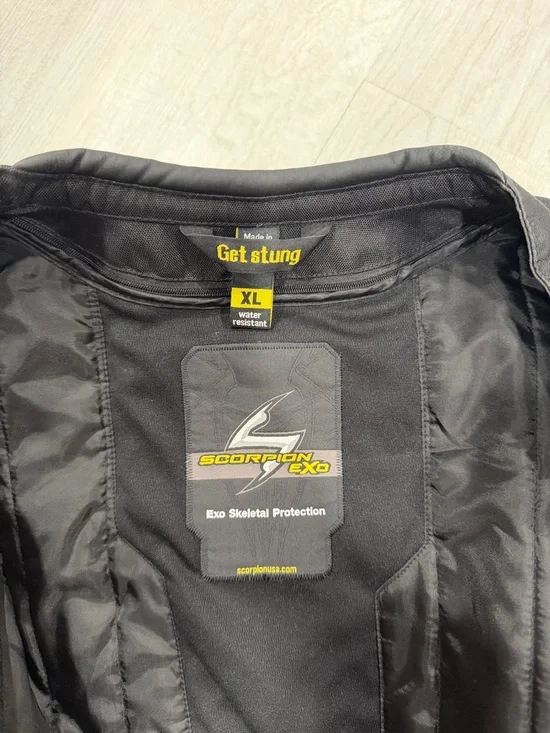 Made in
Get stung
XL
water
resistant
SCORPION
EXO
Exo Skeletal Protection
scorpionusa.com